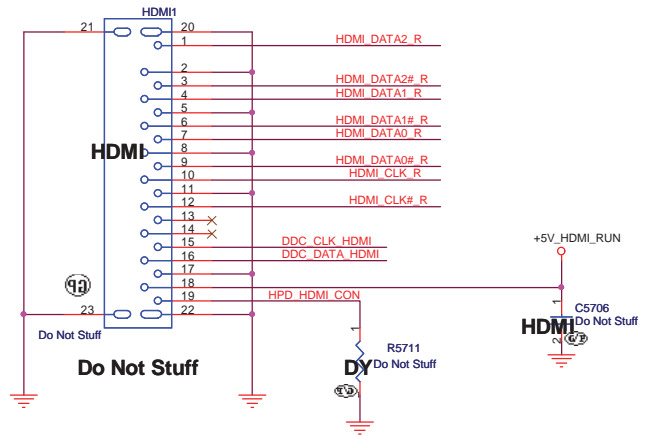 HDMI1
21 20
1 HDMI_DATA2_R
2
3 HDMI_DATA2#_R
4 HDMI_DATA1_R
5
6 HDMI_DATA1#_R
7 HDMI_DATA0_R
HDMI 8
9 HDMI_DATA0#_R
10 HDMI_CLK_R
11
12 HDMI_CLK#_R
13
14
15 DDC_CLK_HDMI
16 DDC_DATA_HDMI
17
18
19 HPD_HDMI_CON
23 22
GP
Do Not Stuff
Do Not Stuff
+5V_HDMI_RUN
1
C5706
HDMI Do Not Stuff
2
1
R5711
DY Do Not Stuff